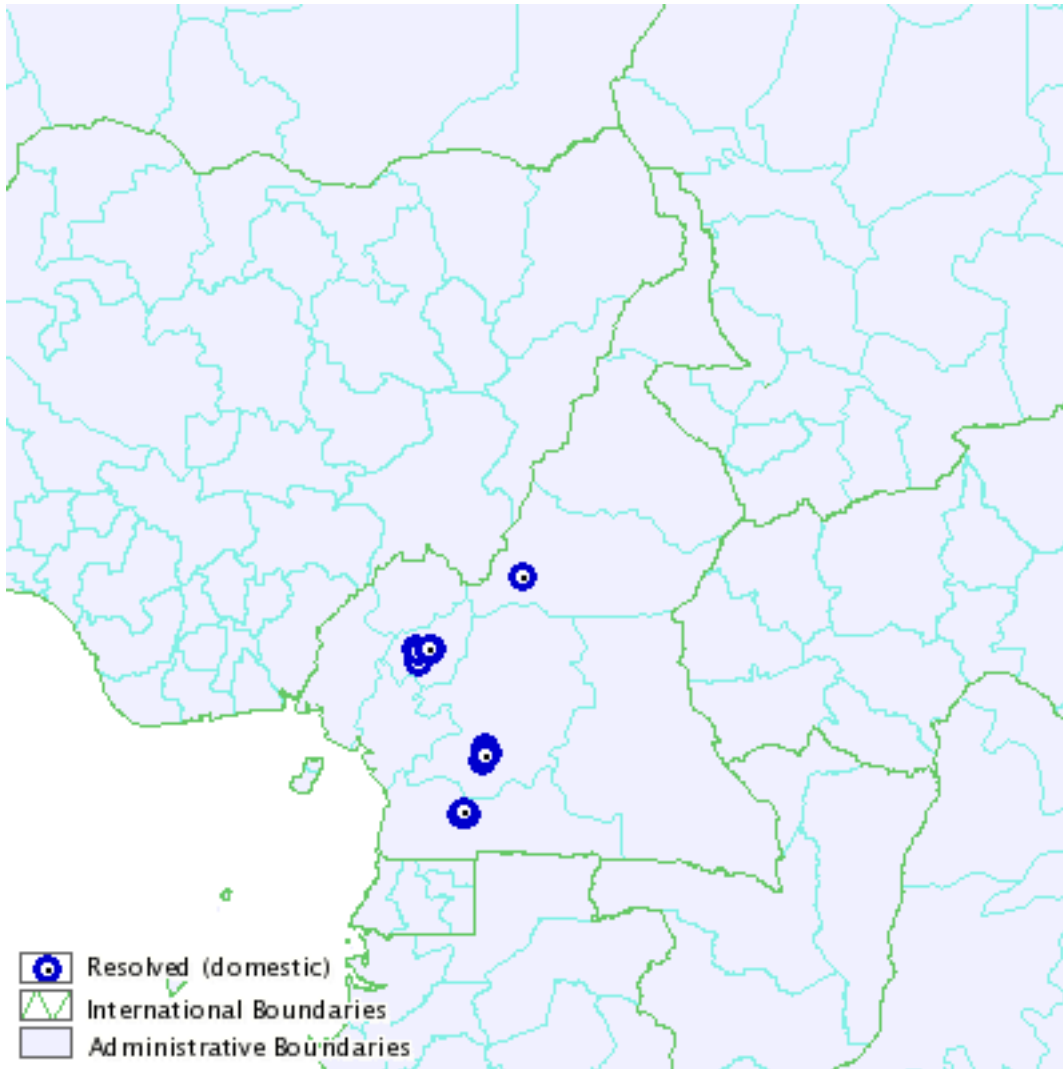 Resolved (domestic)
International Boundaries
Administrative Boundaries